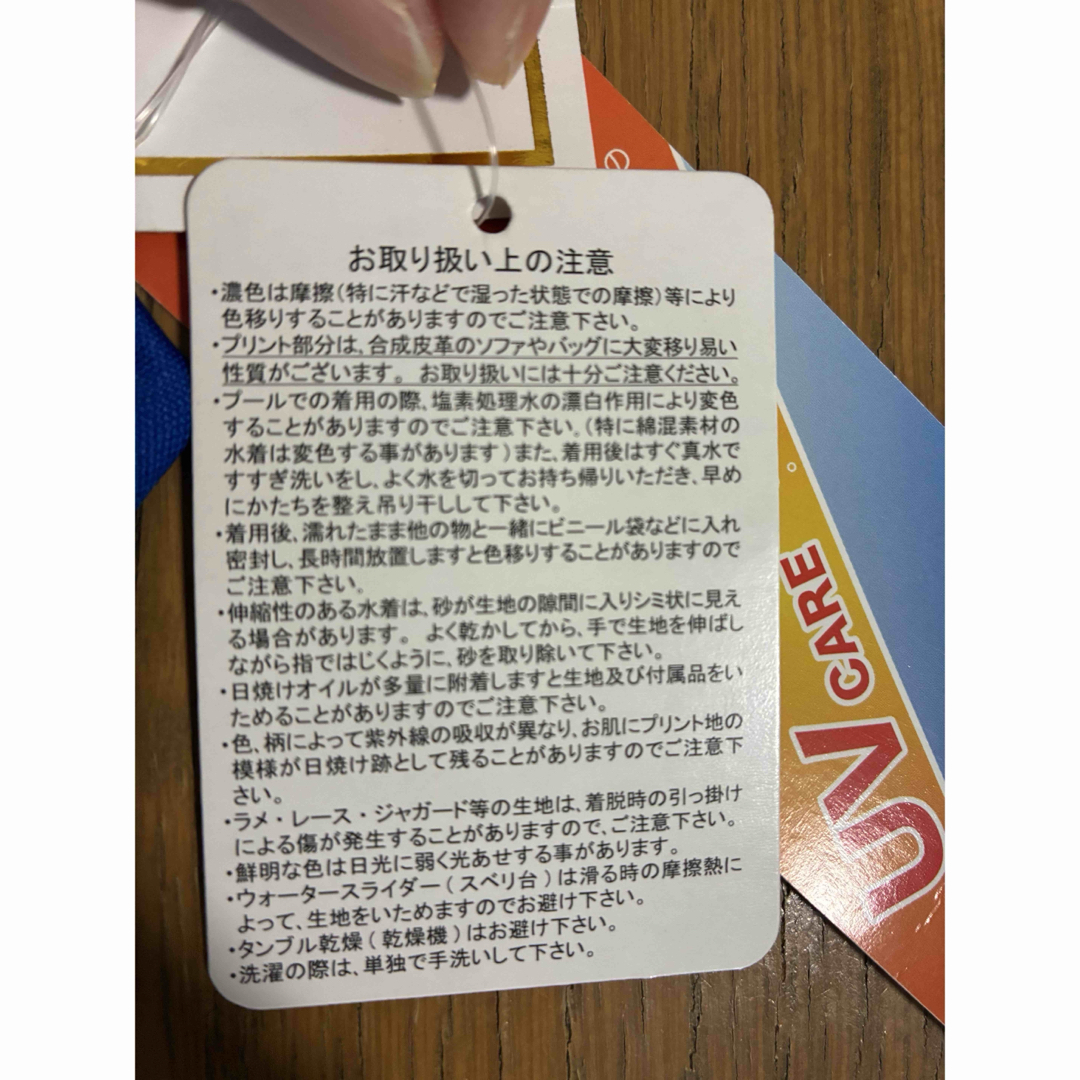 お取り扱い上の注意
・濃色は摩擦(特に汗などで湿った状態での摩擦)等により
色移りすることがありますのでご注意下さい。
・プリント部分は、合成皮革のソファやバッグに大変移り易い
性質がございます。 お取り扱いには十分ご注意ください。
・プールでの着用の際、塩素処理水の漂白作用により変色
することがありますのでご注意下さい。(特に綿混素材の
水着は変色する事があります)また、着用後はすぐ真水で
すすぎ洗いをし、よく水を切ってお持ち帰りいただき、早め
にかたちを整え吊り干しして下さい。
・着用後、濡れたまま他の物と一緒にビニール袋などに入れ
密封し、長時間放置しますと色移りすることがありますので
ご注意下さい。
・伸縮性のある水着は、砂が生地の隙間に入りシミ状に見え
る場合があります。 よく乾かしてから、手で生地を伸ばし
ながら指ではじくように、砂を取り除いて下さい。
・日焼けオイルが多量に附着しますと生地及び付属品をい
ためることがありますのでご注意下さい。
・色、柄によって紫外線の吸収が異なり、お肌にプリント地の
模様が日焼け跡として残ることがありますのでご注意下
さい。
・ラメ・レース・ジャガード等の生地は、着脱時の引っ掛け
による傷が発生することがありますので、ご注意下さい。
・鮮明な色は日光に弱く光あせする事があります。
・ウォータースライダー(スベリ台)は滑る時の摩擦熱に
よって、生地をいためますのでお避け下さい。
・タンブル乾燥(乾燥機)はお避け下さい。
・洗濯の際は、単独で手洗いして下さい。
UV CARE